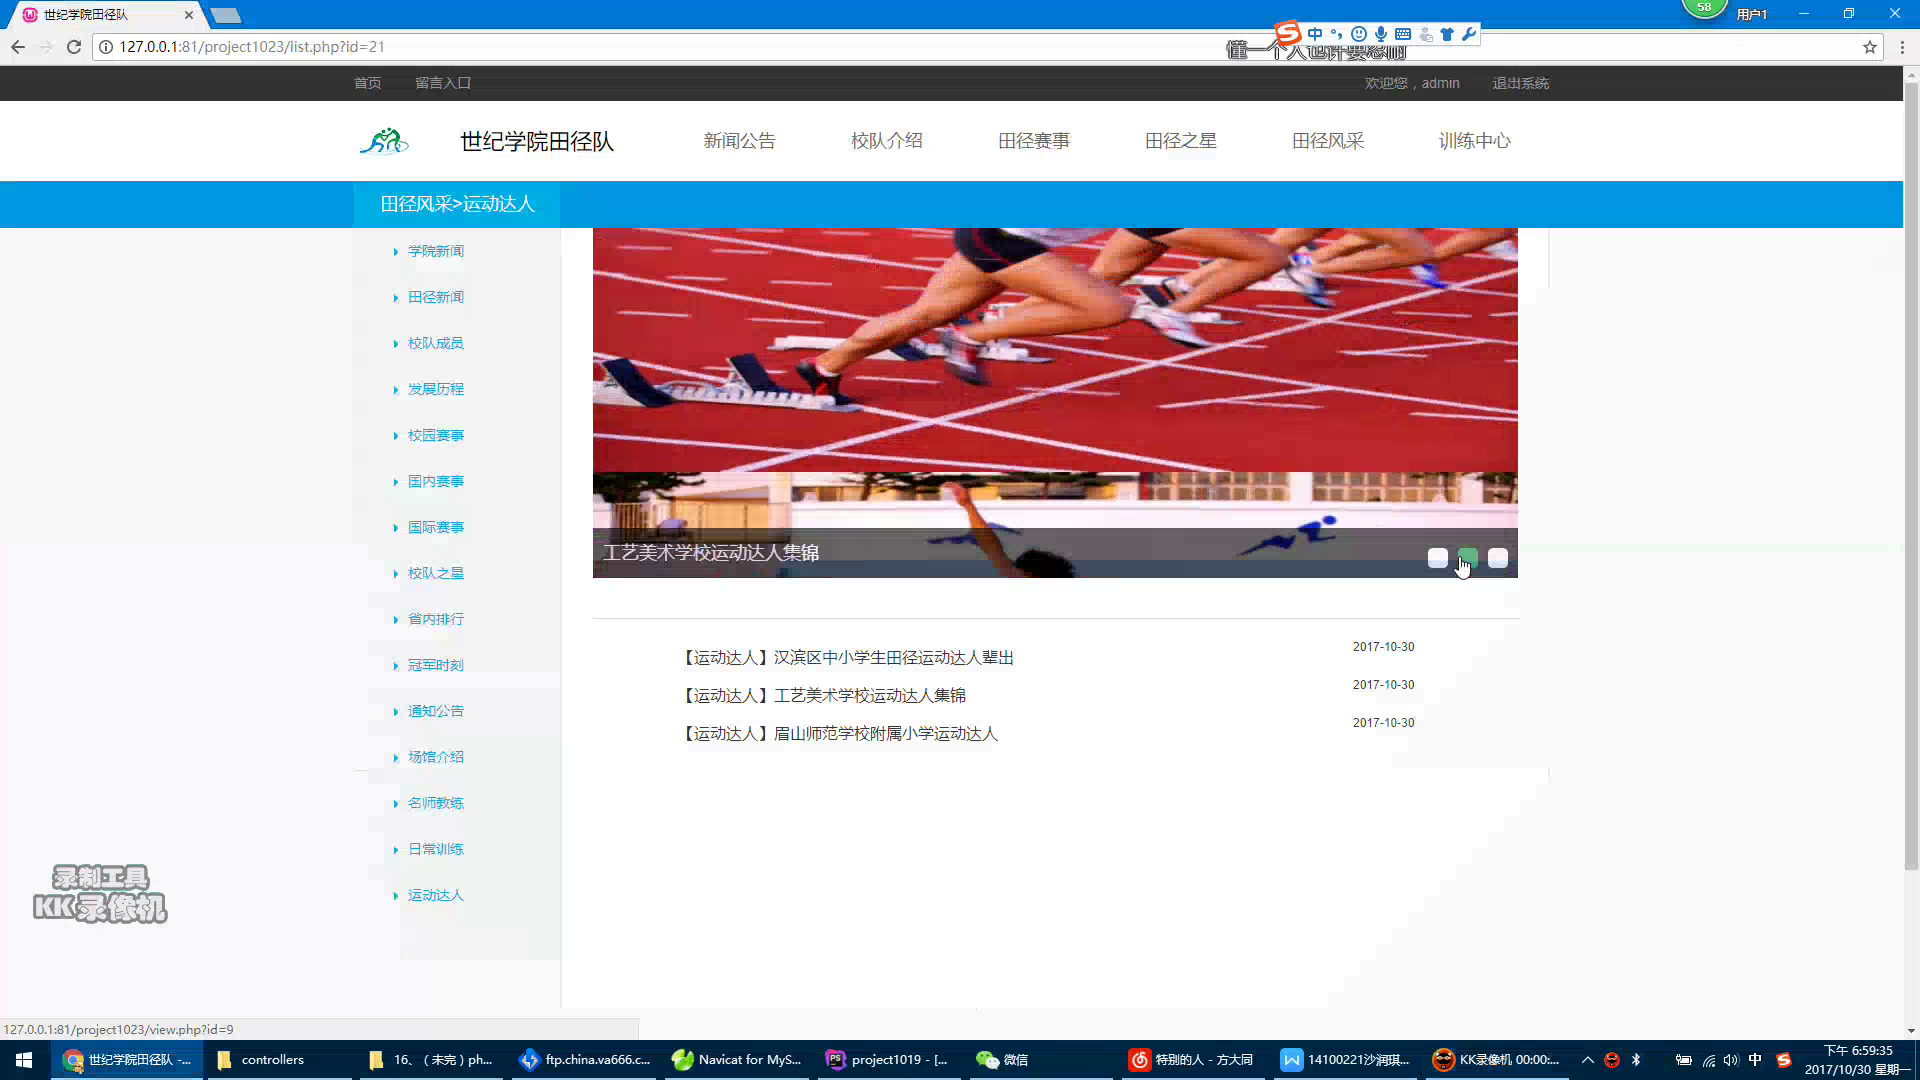 世纪学院田径队
58
用户1
127.0.0.1:81/project1023/list.php?id=21
中
懂一个人也许要忍耐
首页
留言入口
欢迎您，admin
退出系统
世纪学院田径队
新闻公告
校队介绍
田径赛事
田径之星
田径风采
训练中心
田径风采>运动达人
学院新闻
田径新闻
校队成员
发展历程
校园赛事
国内赛事
国际赛事
校队之星
省内排行
冠军时刻
通知公告
场馆介绍
名师教练
日常训练
运动达人
工艺美术学校运动达人集锦
【运动达人】汉滨区中小学生田径运动达人辈出
2017-10-30
【运动达人】工艺美术学校运动达人集锦
2017-10-30
【运动达人】眉山师范学校附属小学运动达人
2017-10-30
录制工具
KK录像机
127.0.0.1:81/project1023/view.php?id=9
世纪学院田径队 -...
controllers
16、（未完）ph...
ftp.china.va666.c...
Navicat for MyS...
project1019 - [...
微信
特别的人 - 方大同
14100221沙润琪...
KK录像机 00:00:...
中
下午 6:59:35
2017/10/30 星期一